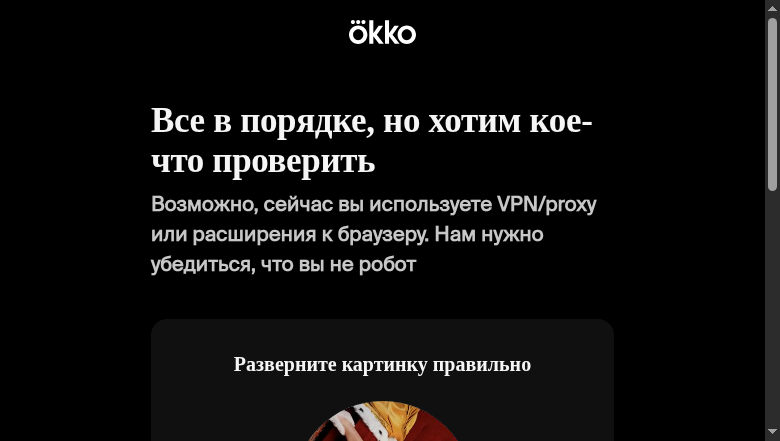 okko
Все в порядке, но хотим кое-
что проверить
Возможно, сейчас вы используете VPN/proxy
или расширения к браузеру. Нам нужно
убедиться, что вы не робот
Разверните картинку правильно